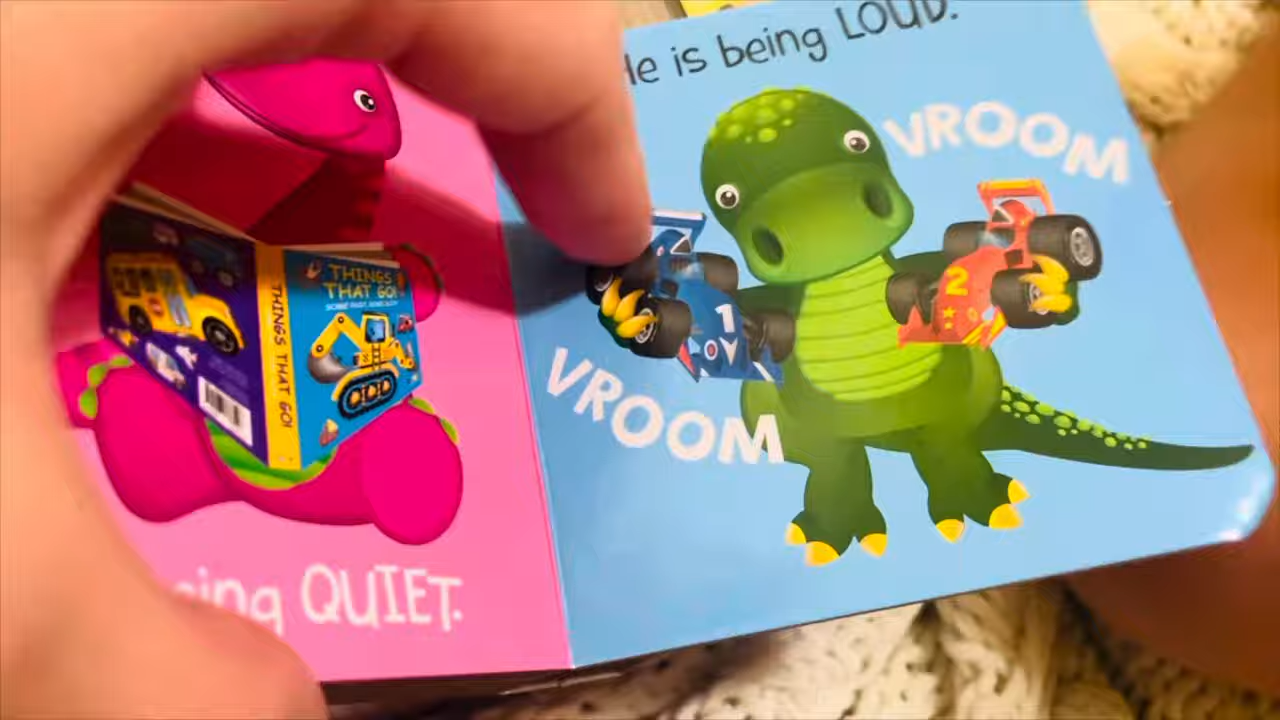 THINGS THAT GO!
THINGS
THAT GO!
QUIET.
He is being LOUD.
VROOM
1
2
VROOM